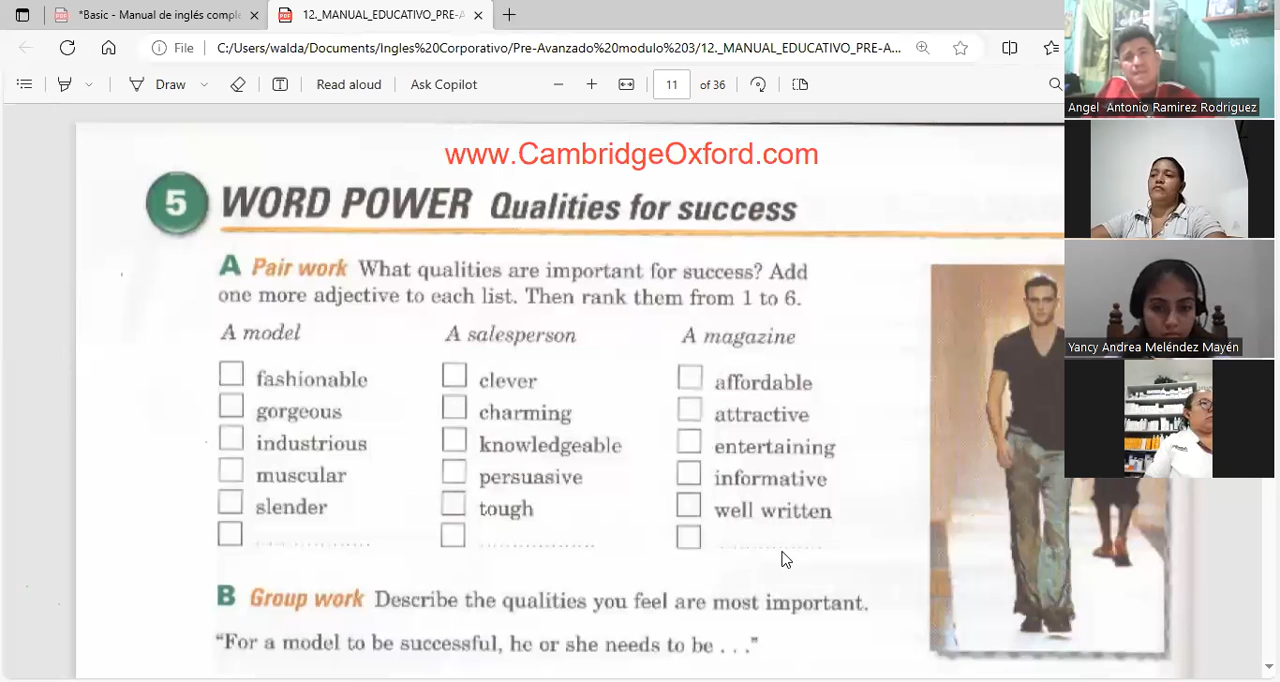 *Basic - Manual de inglés comple
12._MANUAL_EDUCATIVO_PRE-A
File
C:/Users/walda/Documents/Ingles%20Corporativo/Pre-Avanzado%20modulo%203/12._MANUAL_EDUCATIVO_PRE-A...
Draw
Read aloud
Ask Copilot
11
of 36
www.CambridgeOxford.com
5 WORD POWER Qualities for success
A Pair work What qualities are important for success? Add
one more adjective to each list. Then rank them from 1 to 6.
A model
fashionable
gorgeous
industrious
muscular
slender
A salesperson
clever
charming
knowledgeable
persuasive
tough
A magazine
affordable
attractive
entertaining
informative
well written
B Group work Describe the qualities you feel are most important.
“For a model to be successful, he or she needs to be . . .”
Angel Antonio Ramirez Rodriguez
Yancy Andrea Meléndez Mayén